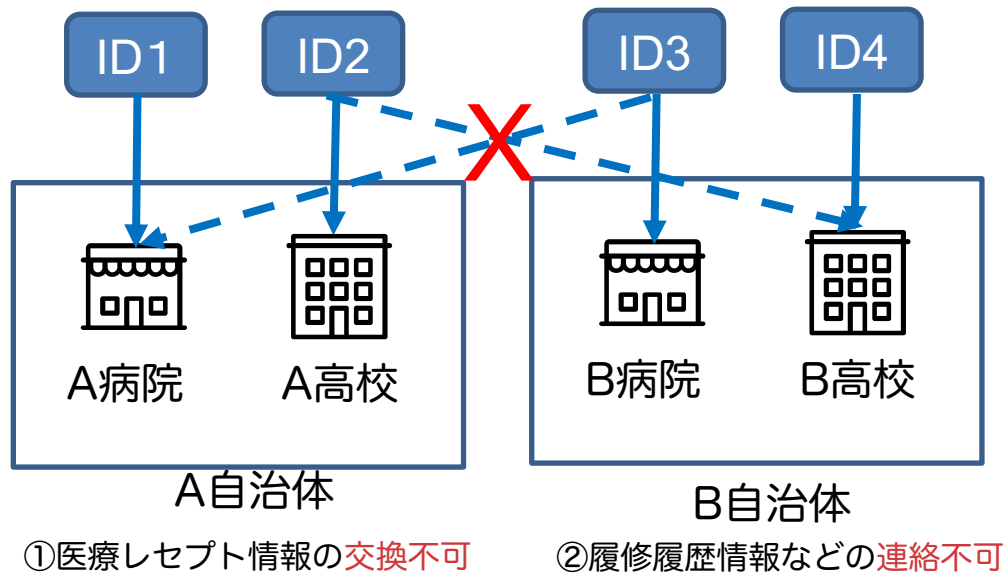 ID1
ID2
ID3
ID4
X
A病院
A高校
B病院
B高校
A自治体
B自治体
①医療レセプト情報の交換不可
②履修履歴情報などの連絡不可